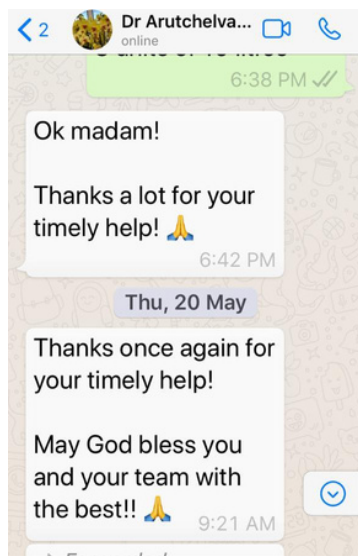 2
Dr Arutchelva...
online
6:38 PM
Ok madam!
Thanks a lot for your
timely help! 🙏
6:42 PM
Thu, 20 May
Thanks once again for
your timely help!
May God bless you
and your team with
the best!! 🙏
9:21 AM